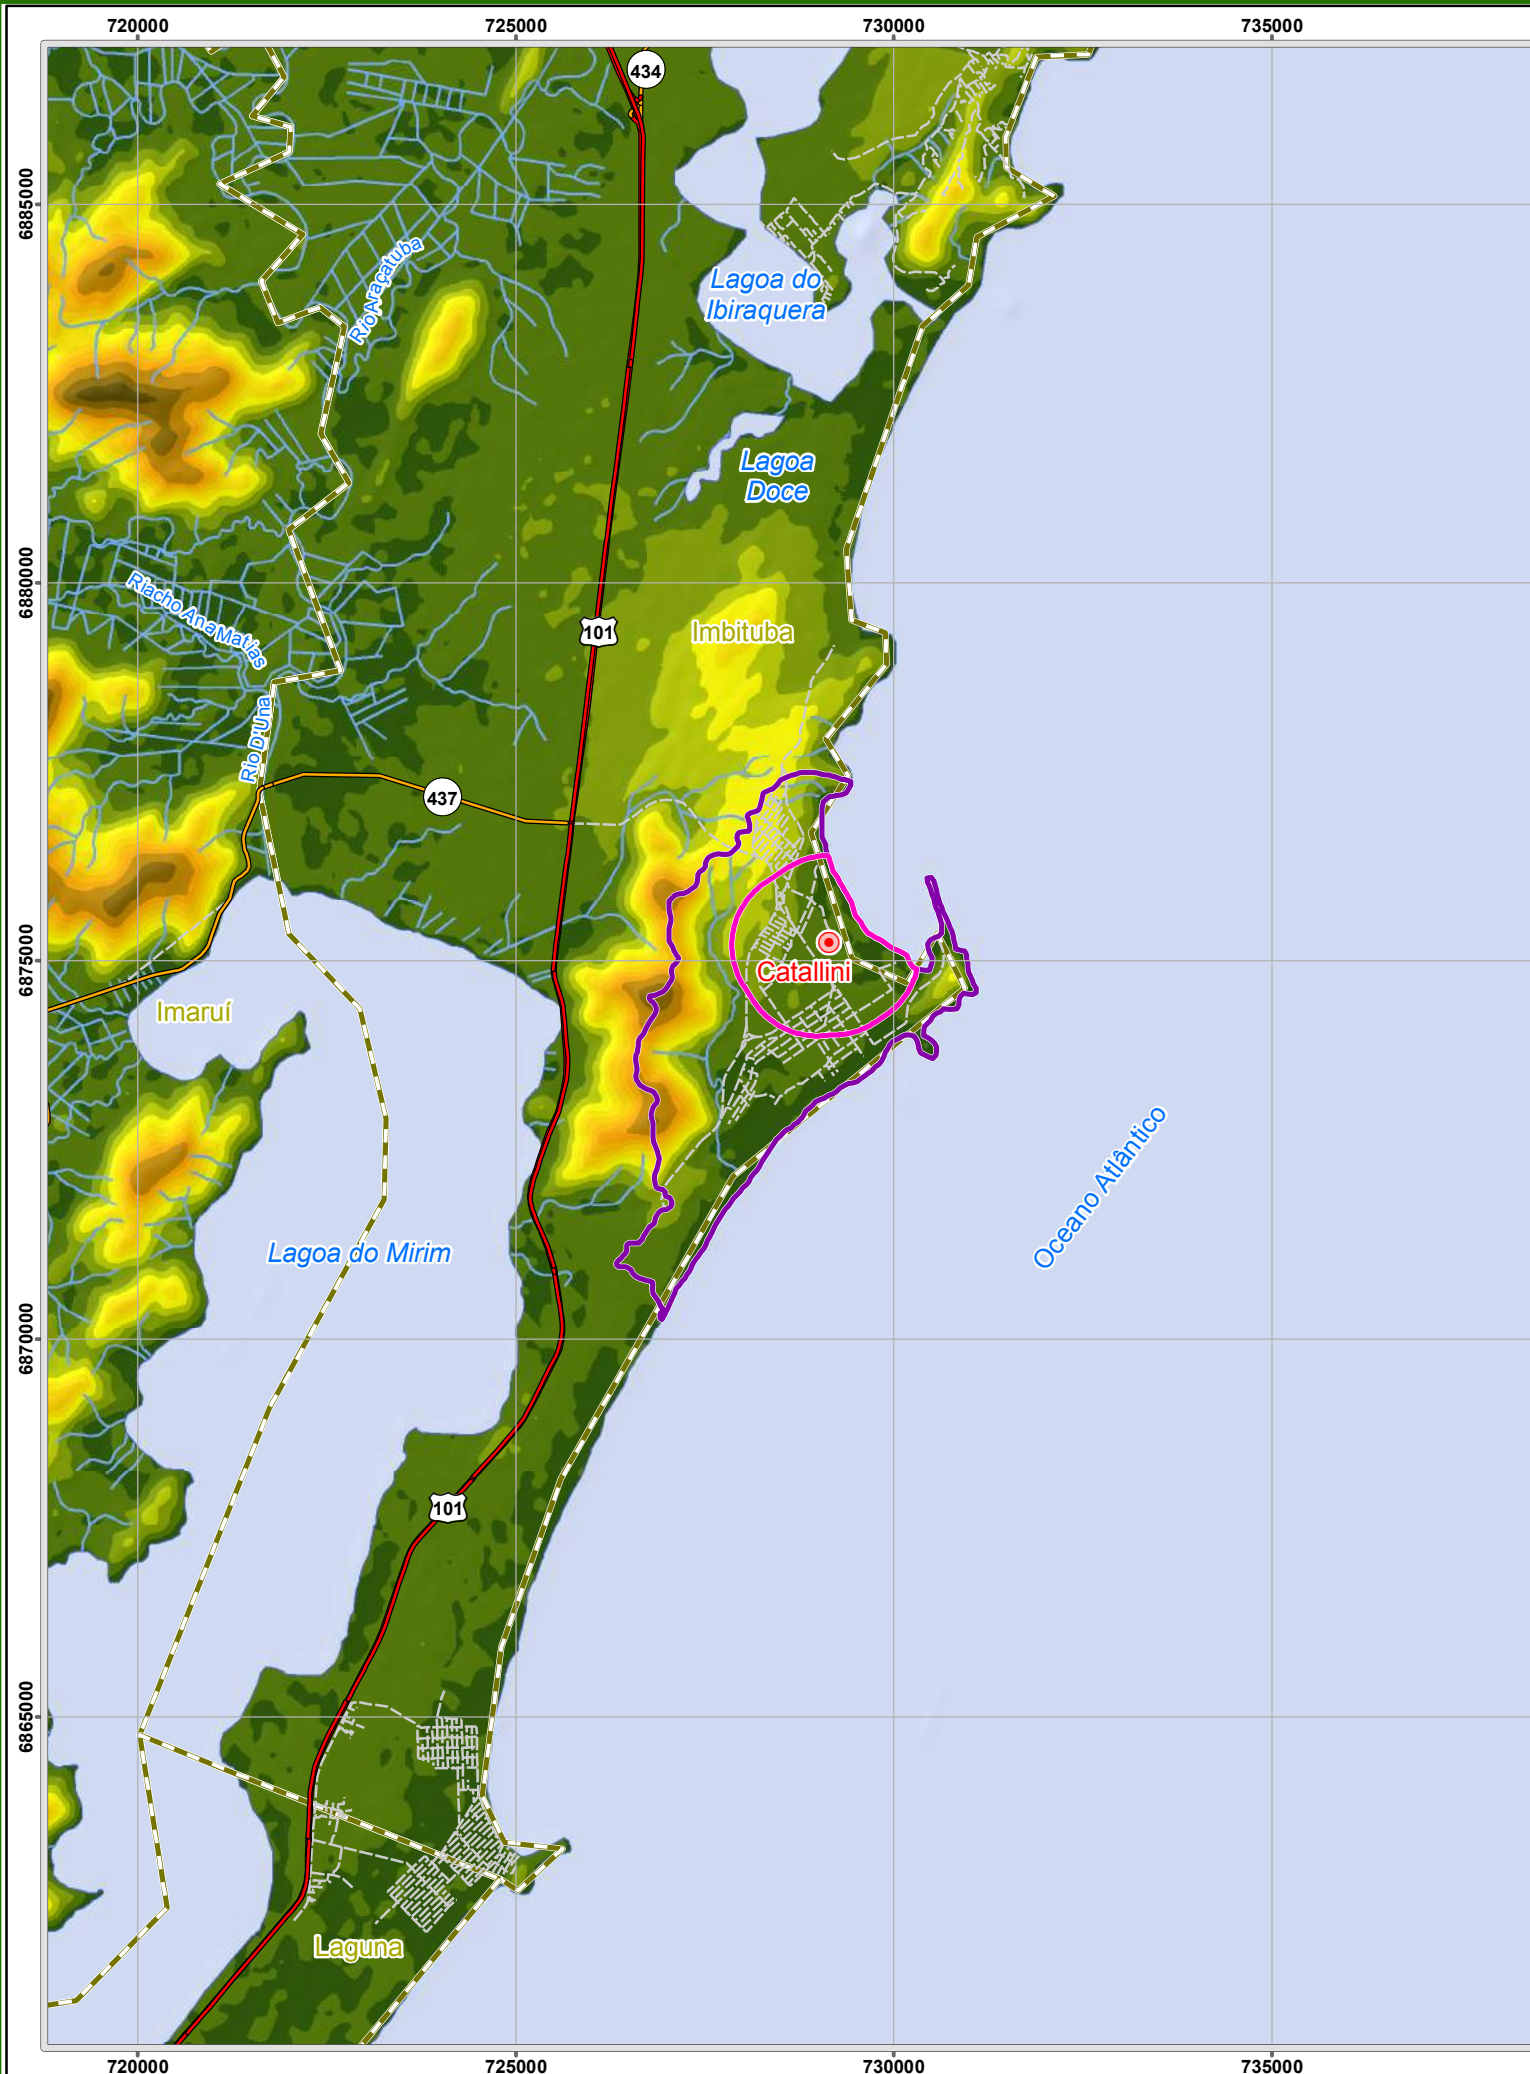 720000
725000
730000
735000
434
6885000
Rio Araçatuba
Lagoa do
Ibiraquera
Lagoa
Doce
6880000
Riacho Ana Matias
101
Imbituba
Rio D'Una
437
6875000
Catallini
Imaruí
Oceano Atlântico
Lagoa do Mirim
6870000
101
6865000
Laguna
720000
725000
730000
735000